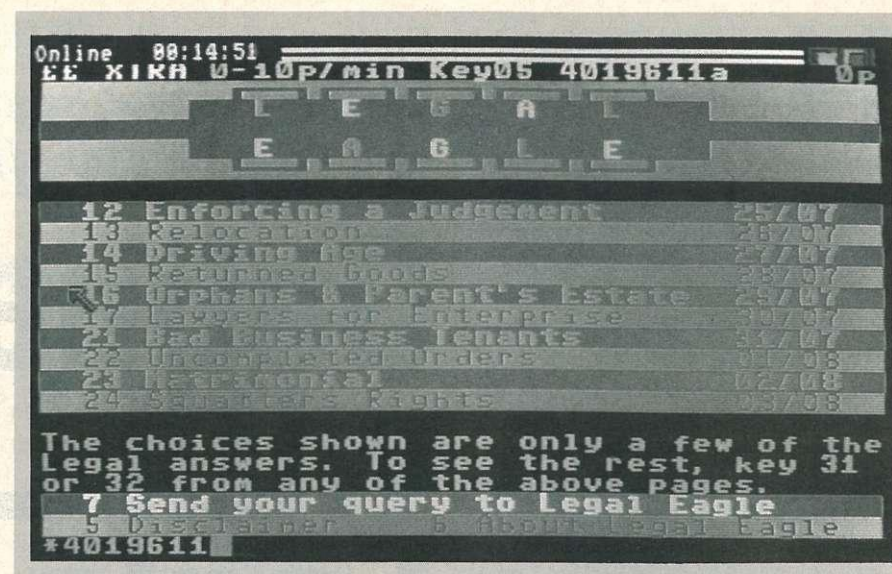 Online 00:14:51
££ XIRA 0-10p/min Key05 4019611a 0p
L E G A L
E A G L E
12 Enforcing a Judgement 25/07
13 Relocation 26/07
14 Driving Age 27/07
15 Returned Goods 28/07
16 Orphans & Parent's Estate 29/07
17 Lawyers for Enterprise 30/07
21 Bad Business Tenants 31/07
22 Uncompleted Orders 01/08
23 Matrimonial 02/08
24 Squatters Rights 03/08
The choices shown are only a few of the
Legal answers. To see the rest, key 31
or 32 from any of the above pages.
7 Send your query to Legal Eagle
5 Disclaimer 6 About Legal Eagle
*4019611